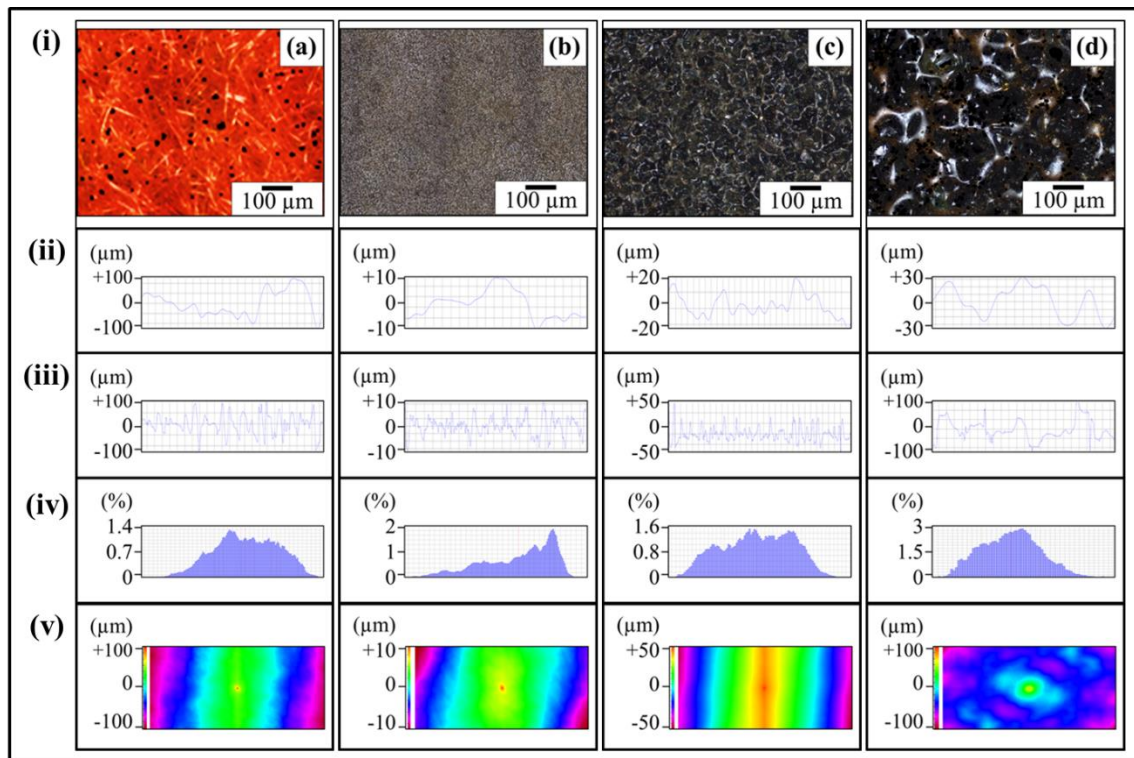 (i)
(a)
(b)
(c)
(d)
100 µm
100 µm
100 µm
100 µm
(ii)
(µm)
+100
0
-100
(µm)
+10
0
-10
(µm)
+20
0
-20
(µm)
+30
0
-30
(iii)
(µm)
+100
0
-100
(µm)
+10
0
-10
(µm)
+50
0
-50
(µm)
+100
0
-100
(iv)
(%)
1.4
0.7
0
(%)
2
1
0
(%)
1.6
0.8
0
(%)
3
1.5
0
(v)
(µm)
+100
0
-100
(µm)
+10
0
-10
(µm)
+50
0
-50
(µm)
+100
0
-100